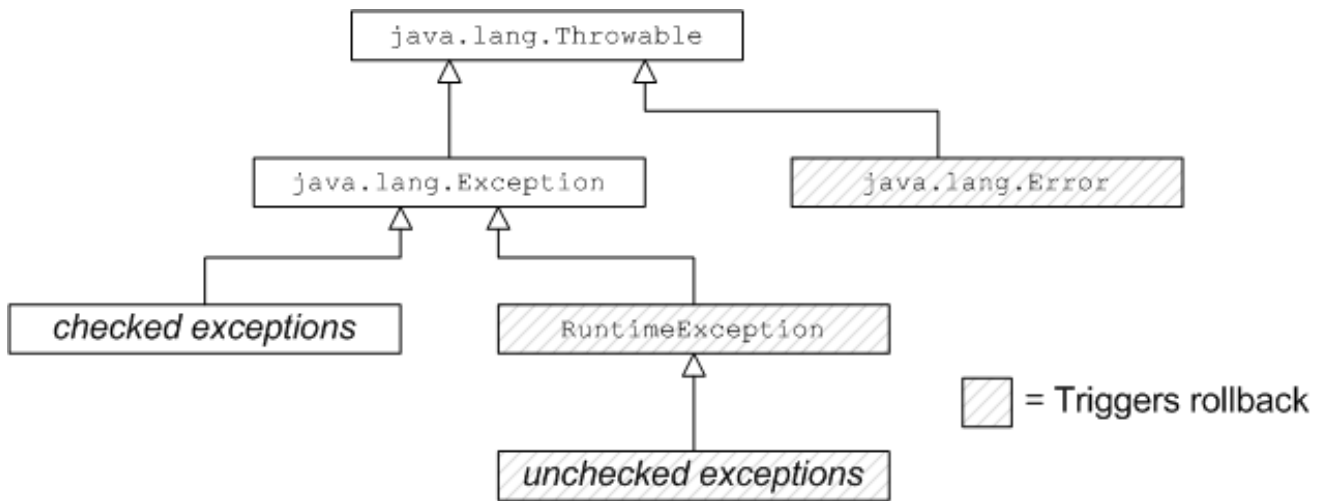 java.lang.Throwable
java.lang.Exception
java.lang.Error
checked exceptions
RuntimeException
= Triggers rollback
unchecked exceptions